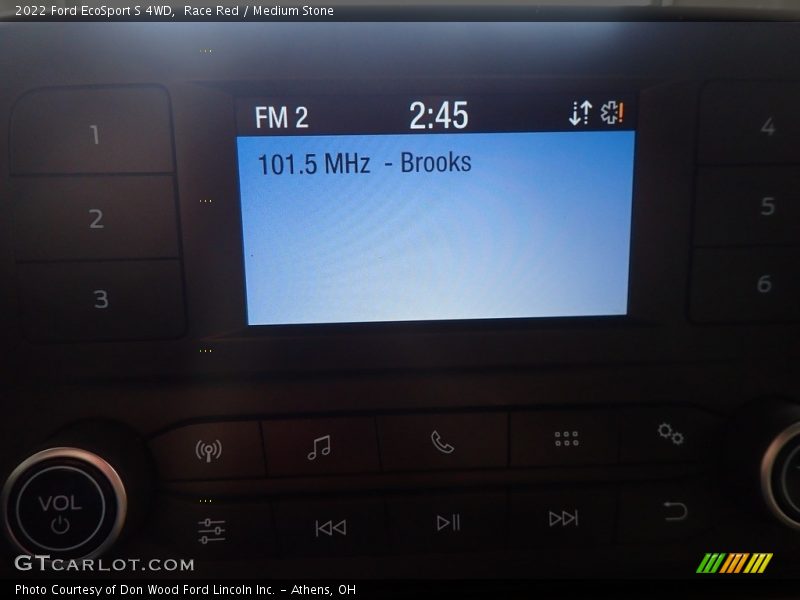 2022 Ford EcoSport S 4WD, Race Red / Medium Stone
FM 2 2:45
101.5 MHz - Brooks
1
2
3
4
5
6
VOL
GTCARLOT.COM
Photo Courtesy of Don Wood Ford Lincoln Inc. - Athens, OH